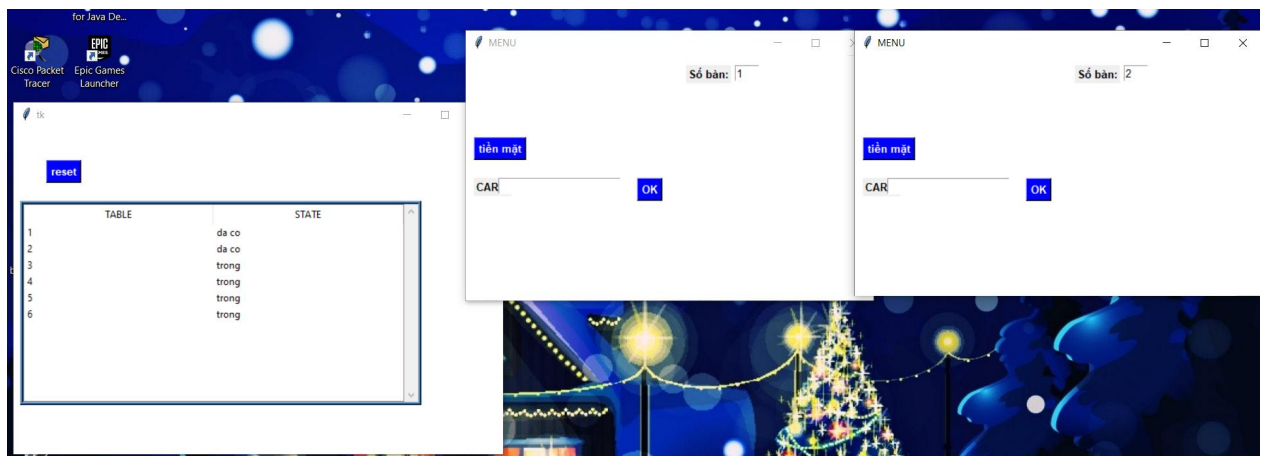 for Java De...
Cisco Packet Tracer
Epic Games Launcher
EPIC GAMES
tk
reset
TABLE STATE
1 da co
2 da co
3 trong
4 trong
5 trong
6 trong
MENU
Số bàn: 1
tiền mặt
CAR
OK
MENU
Số bàn: 2
tiền mặt
CAR
OK